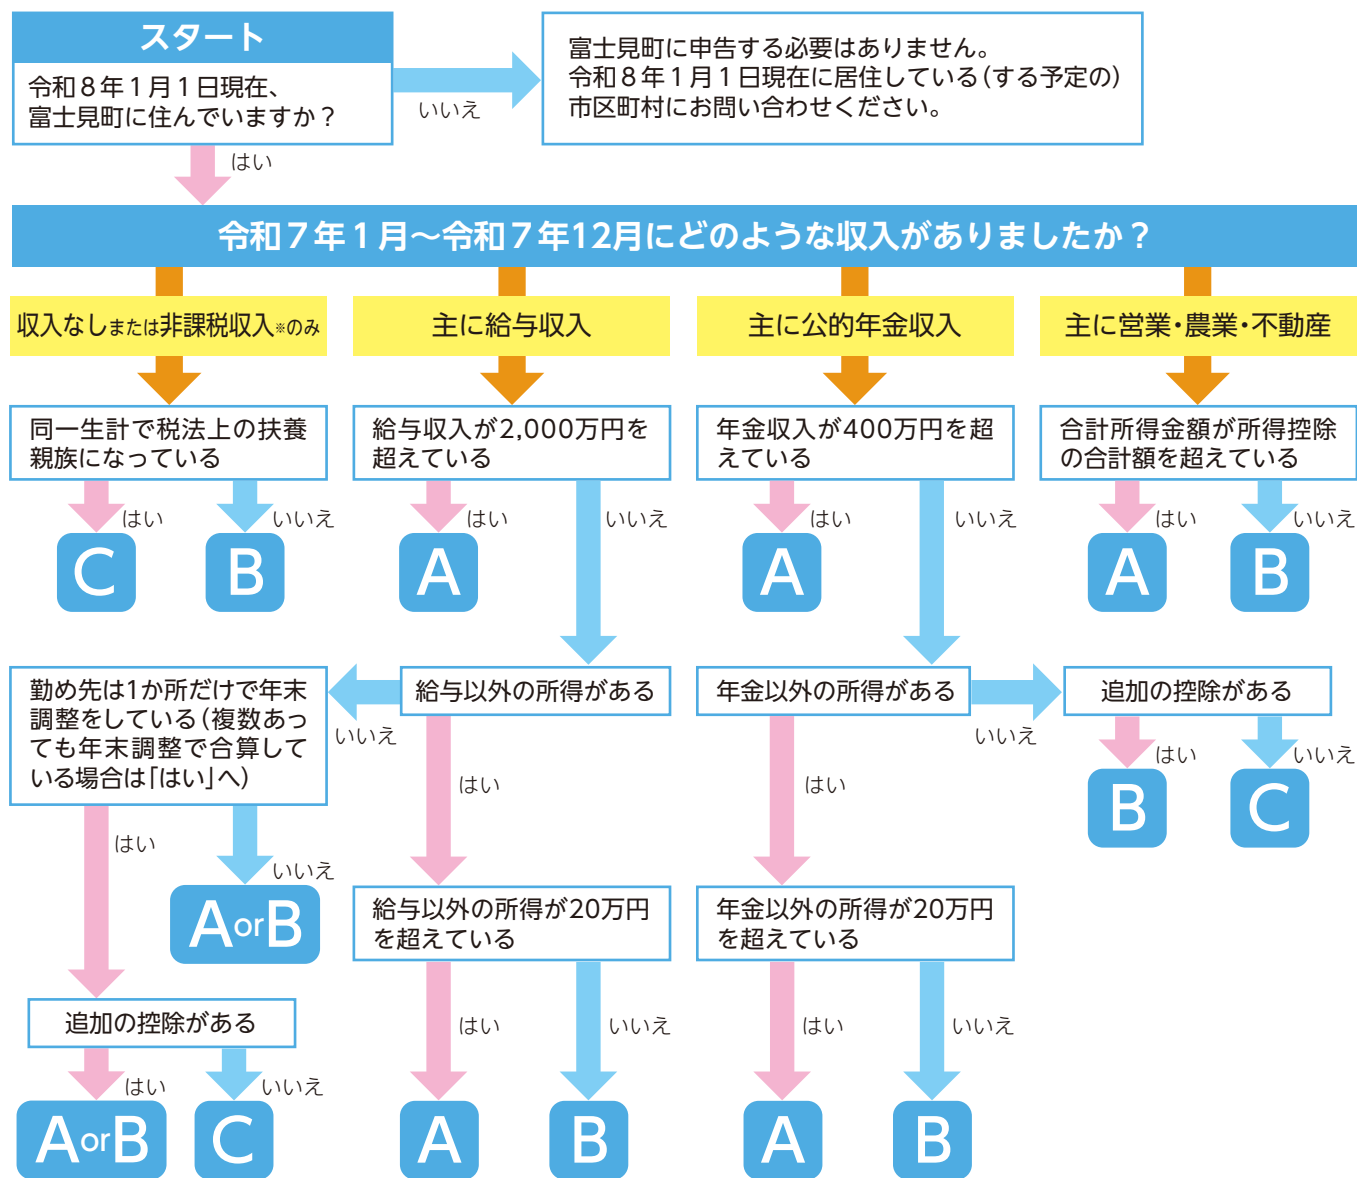 スタート
令和8年1月1日現在、
富士見町に住んでいますか？
いいえ
富士見町に申告する必要はありません。
令和8年1月1日現在に居住している（する予定の）
市区町村にお問い合わせください。
はい
令和7年1月～令和7年12月にどのような収入がありましたか？
収入なしまたは非課税収入※のみ
主に給与収入
主に公的年金収入
主に営業・農業・不動産
同一生計で税法上の扶養
親族になっている
給与収入が2,000万円を
超えている
年金収入が400万円を超
えている
合計所得金額が所得控除
の合計額を超えている
はい
いいえ
はい
いいえ
はい
いいえ
はい
いいえ
C
B
A
A
A
B
勤め先は1か所だけで年末
調整をしている（複数あっ
ても年末調整で合算して
いる場合は「はい」へ）
給与以外の所得がある
年金以外の所得がある
追加の控除がある
いいえ
いいえ
はい
いいえ
はい
はい
B
C
はい
いいえ
AorB
給与以外の所得が20万円
を超えている
年金以外の所得が20万円
を超えている
追加の控除がある
はい
いいえ
はい
いいえ
はい
いいえ
AorB
C
A
B
A
B